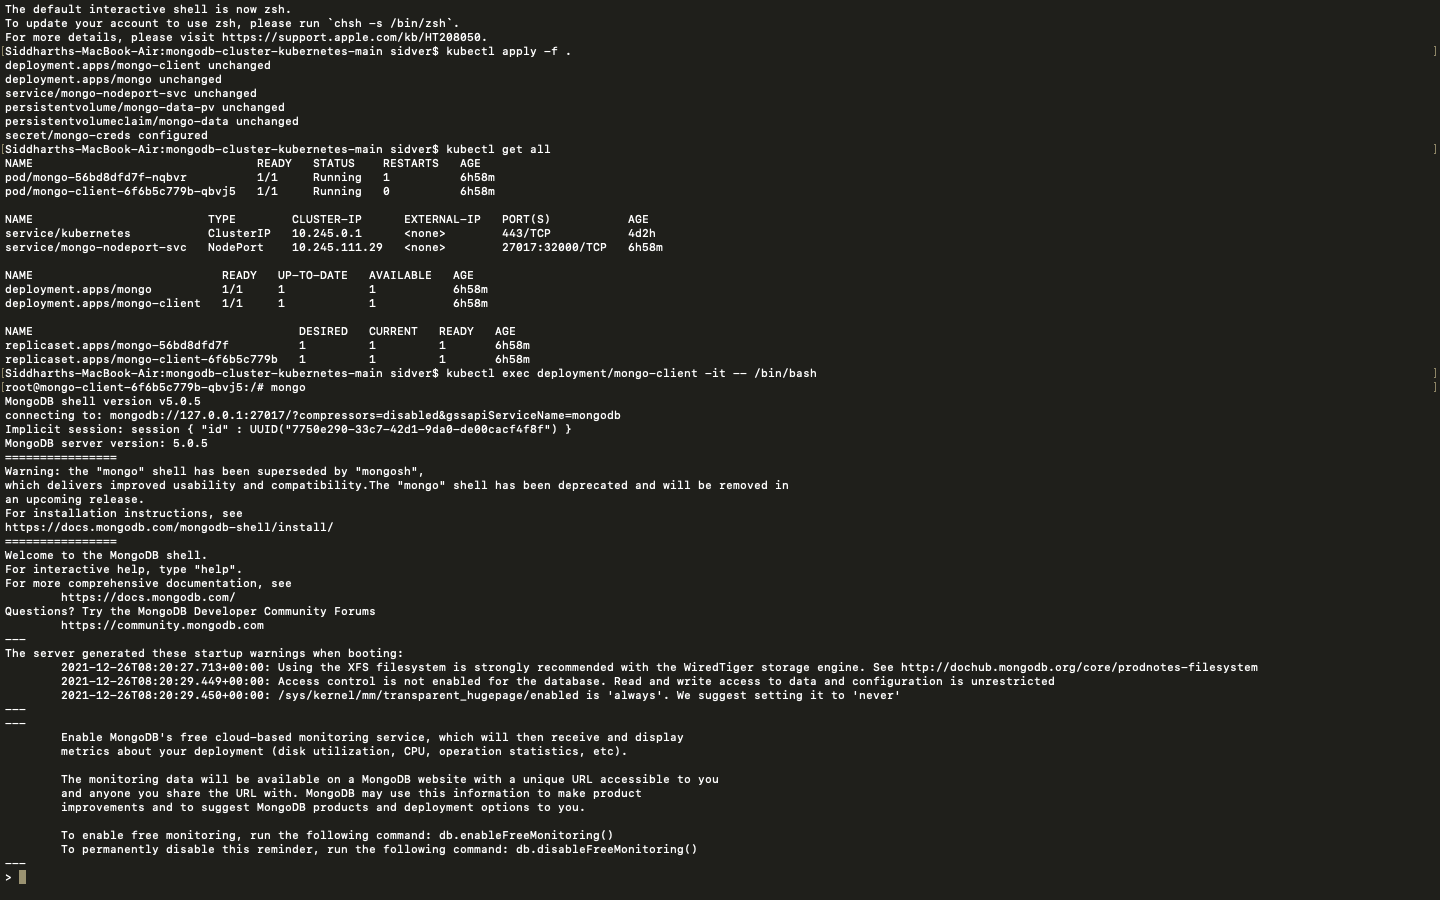 The default interactive shell is now zsh.
To update your account to use zsh, please run `chsh -s /bin/zsh`.
For more details, please visit https://support.apple.com/kb/HT208050.
[Siddharths-MacBook-Air:mongodb-cluster-kubernetes-main sidver$ kubectl apply -f . ]
deployment.apps/mongo-client unchanged
deployment.apps/mongo unchanged
service/mongo-nodeport-svc unchanged
persistentvolume/mongo-data-pv unchanged
persistentvolumeclaim/mongo-data unchanged
secret/mongo-creds configured
[Siddharths-MacBook-Air:mongodb-cluster-kubernetes-main sidver$ kubectl get all ]
NAME READY STATUS RESTARTS AGE
pod/mongo-56bd8dfd7f-nqbvr 1/1 Running 1 6h58m
pod/mongo-client-6f6b5c779b-qbvj5 1/1 Running 0 6h58m
NAME TYPE CLUSTER-IP EXTERNAL-IP PORT(S) AGE
service/kubernetes ClusterIP 10.245.0.1 <none> 443/TCP 4d2h
service/mongo-nodeport-svc NodePort 10.245.111.29 <none> 27017:32000/TCP 6h58m
NAME READY UP-TO-DATE AVAILABLE AGE
deployment.apps/mongo 1/1 1 1 6h58m
deployment.apps/mongo-client 1/1 1 1 6h58m
NAME DESIRED CURRENT READY AGE
replicaset.apps/mongo-56bd8dfd7f 1 1 1 6h58m
replicaset.apps/mongo-client-6f6b5c779b 1 1 1 6h58m
[Siddharths-MacBook-Air:mongodb-cluster-kubernetes-main sidver$ kubectl exec deployment/mongo-client -it -- /bin/bash ]
[root@mongo-client-6f6b5c779b-qbvj5:/# mongo ]
MongoDB shell version v5.0.5
connecting to: mongodb://127.0.0.1:27017/?compressors=disabled&gssapiServiceName=mongodb
Implicit session: session { "id" : UUID("7750e290-33c7-42d1-9da0-de00cacf4f8f") }
MongoDB server version: 5.0.5
================
Warning: the "mongo" shell has been superseded by "mongosh",
which delivers improved usability and compatibility.The "mongo" shell has been deprecated and will be removed in
an upcoming release.
For installation instructions, see
https://docs.mongodb.com/mongodb-shell/install/
================
Welcome to the MongoDB shell.
For interactive help, type "help".
For more comprehensive documentation, see
https://docs.mongodb.com/
Questions? Try the MongoDB Developer Community Forums
https://community.mongodb.com
---
The server generated these startup warnings when booting:
2021-12-26T08:20:27.713+00:00: Using the XFS filesystem is strongly recommended with the WiredTiger storage engine. See http://dochub.mongodb.org/core/prodnotes-filesystem
2021-12-26T08:20:29.449+00:00: Access control is not enabled for the database. Read and write access to data and configuration is unrestricted
2021-12-26T08:20:29.450+00:00: /sys/kernel/mm/transparent_hugepage/enabled is 'always'. We suggest setting it to 'never'
---
---
Enable MongoDB's free cloud-based monitoring service, which will then receive and display
metrics about your deployment (disk utilization, CPU, operation statistics, etc).
The monitoring data will be available on a MongoDB website with a unique URL accessible to you
and anyone you share the URL with. MongoDB may use this information to make product
improvements and to suggest MongoDB products and deployment options to you.
To enable free monitoring, run the following command: db.enableFreeMonitoring()
To permanently disable this reminder, run the following command: db.disableFreeMonitoring()
---
>